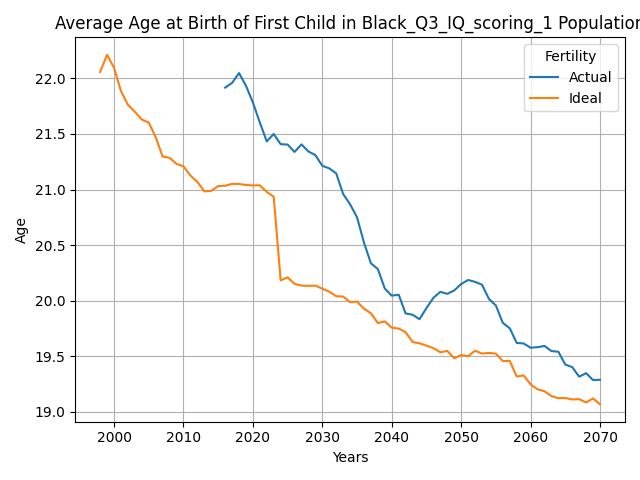 Average Age at Birth of First Child in Black_Q3_IQ_scoring_1 Population
Fertility
Actual
Ideal
22.0
21.5
21.0
20.5
20.0
19.5
19.0
Age
2000 2010 2020 2030 2040 2050 2060 2070
Years